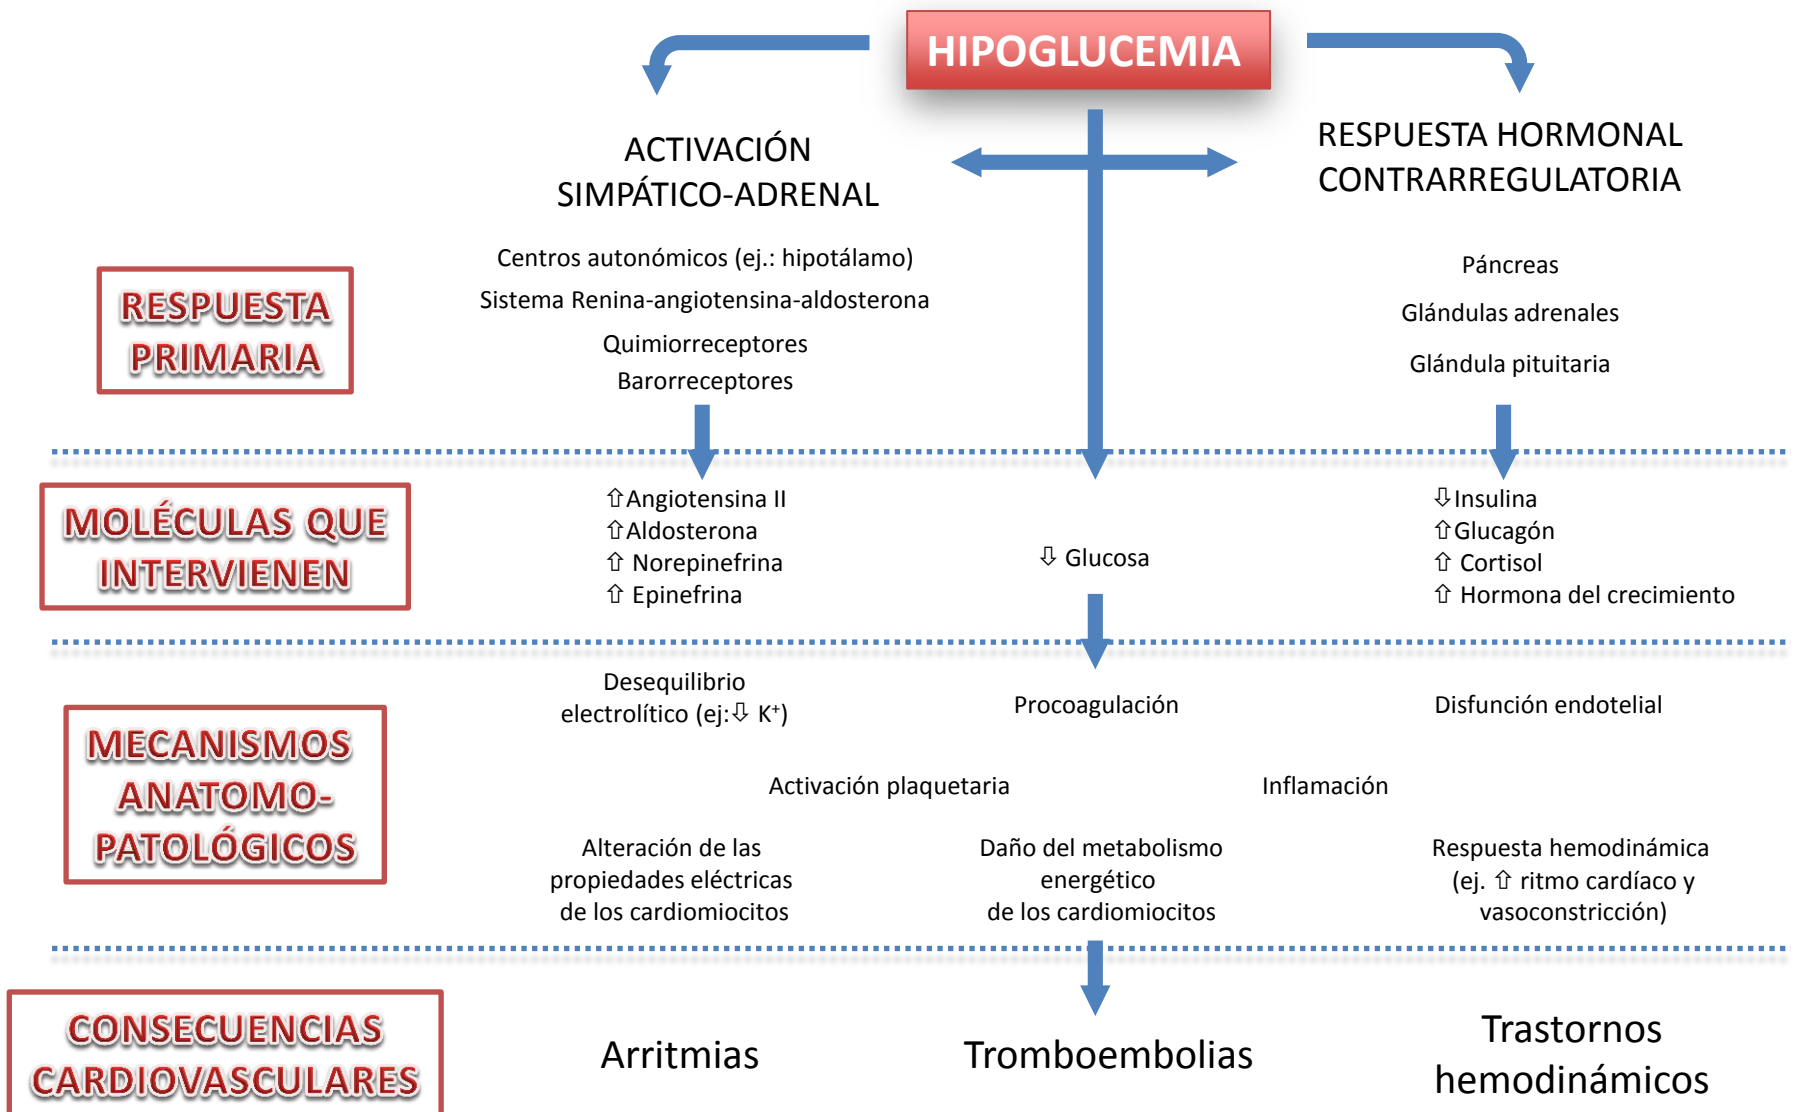 HIPOGLUCEMIA
ACTIVACIÓN
SIMPÁTICO-ADRENAL
RESPUESTA HORMONAL
CONTRARREGULATORIA
RESPUESTA
PRIMARIA
Centros autonómicos (ej.: hipotálamo)
Sistema Renina-angiotensina-aldosterona
Quimiorreceptores
Barorreceptores
Páncreas
Glándulas adrenales
Glándula pituitaria
MOLÉCULAS QUE
INTERVIENEN
⇧Angiotensina II
⇧Aldosterona
⇧ Norepinefrina
⇧ Epinefrina
⇩ Glucosa
⇩Insulina
⇧Glucagón
⇧ Cortisol
⇧ Hormona del crecimiento
MECANISMOS
ANATOMO-
PATOLÓGICOS
Desequilibrio
electrolítico (ej:⇩ K⁺)
Procoagulación
Disfunción endotelial
Activación plaquetaria
Inflamación
Alteración de las
propiedades eléctricas
de los cardiomiocitos
Daño del metabolismo
energético
de los cardiomiocitos
Respuesta hemodinámica
(ej. ⇧ ritmo cardíaco y
vasoconstricción)
CONSECUENCIAS
CARDIOVASCULARES
Arritmias
Tromboembolias
Trastornos
hemodinámicos